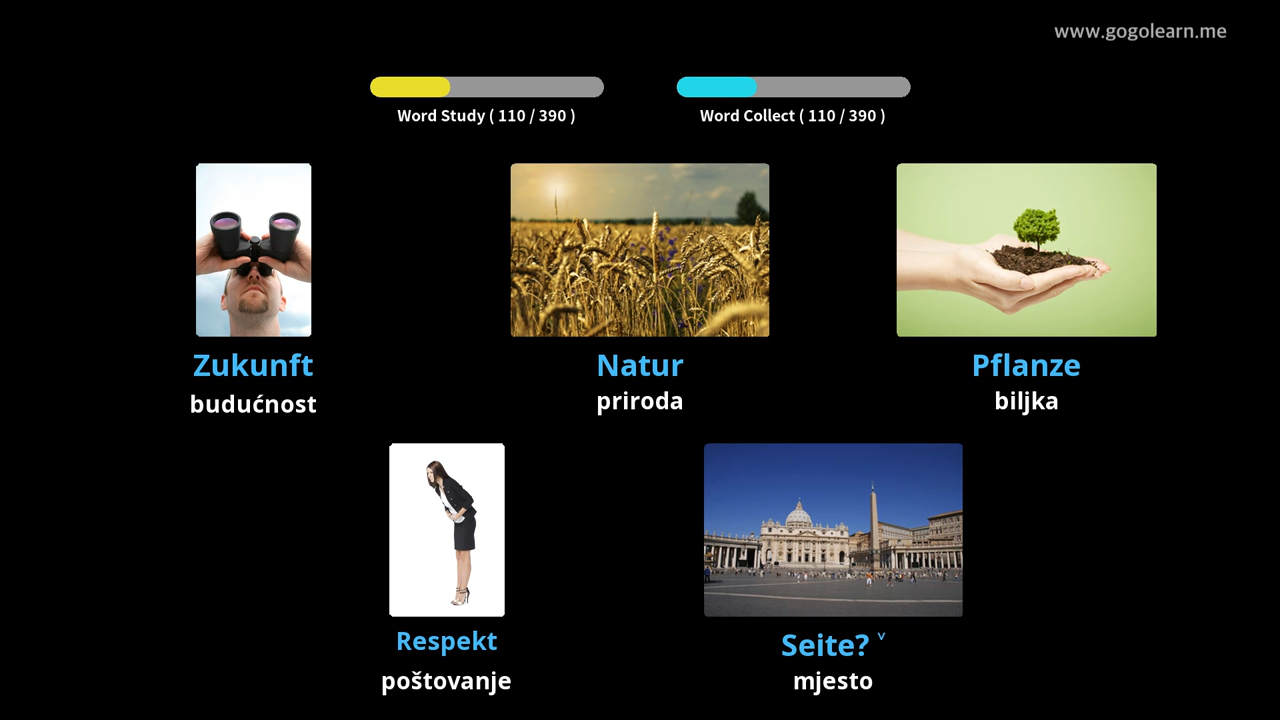 www.gogolearn.me
Word Study ( 110 / 390 )
Word Collect ( 110 / 390 )
Zukunft
budućnost
Natur
priroda
Pflanze
biljka
Respekt
poštovanje
Seite? ᵛ
mjesto